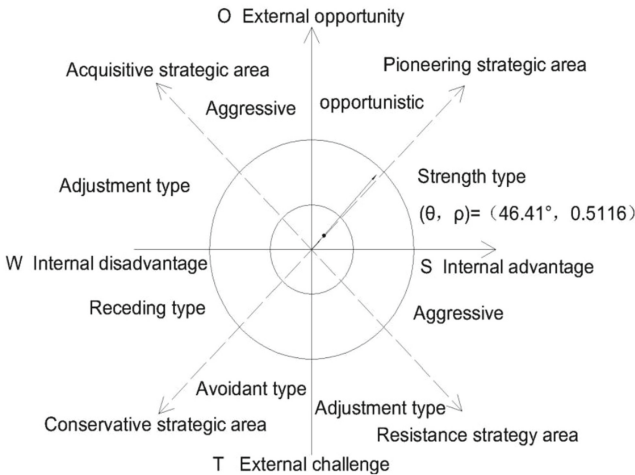 O External opportunity
Acquisitive strategic area
Pioneering strategic area
Aggressive
opportunistic
Adjustment type
Strength type
(θ, ρ)=（46.41°, 0.5116）
W Internal disadvantage
S Internal advantage
Receding type
Aggressive
Avoidant type
Adjustment type
Conservative strategic area
Resistance strategy area
T External challenge